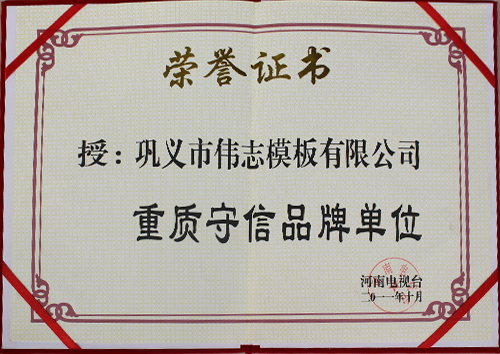 荣誉证书
授：巩义市伟志模板有限公司
重质守信品牌单位
河南电视台
二〇一一年十月